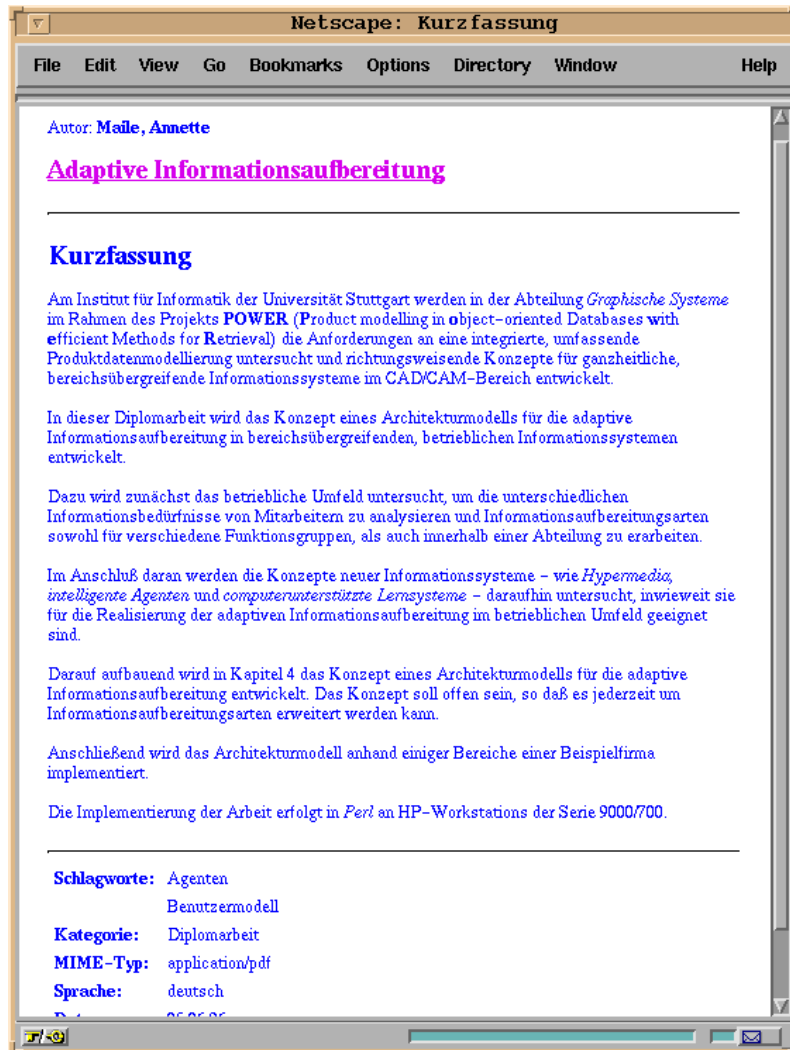 Netscape: Kurzfassung
File Edit View Go Bookmarks Options Directory Window Help
Autor: Maile, Annette
Adaptive Informationsaufbereitung
Kurzfassung
Am Institut für Informatik der Universität Stuttgart werden in der Abteilung Graphische Systeme
im Rahmen des Projekts POWER (Product modelling in object-oriented Databases with
efficient Methods for Retrieval) die Anforderungen an eine integrierte, umfassende
Produktdatenmodellierung untersucht und richtungsweisende Konzepte für ganzheitliche,
bereichsübergreifende Informationssysteme im CAD/CAM-Bereich entwickelt.
In dieser Diplomarbeit wird das Konzept eines Architekturmodells für die adaptive
Informationsaufbereitung in bereichsübergreifenden, betrieblichen Informationssystemen
entwickelt.
Dazu wird zunächst das betriebliche Umfeld untersucht, um die unterschiedlichen
Informationsbedürfnisse von Mitarbeitern zu analysieren und Informationsaufbereitungsarten
sowohl für verschiedene Funktionsgruppen, als auch innerhalb einer Abteilung zu erarbeiten.
Im Anschluß daran werden die Konzepte neuer Informationssysteme - wie Hypermedia,
intelligente Agenten und computerunterstützte Lernsysteme - daraufhin untersucht, inwieweit sie
für die Realisierung der adaptiven Informationsaufbereitung im betrieblichen Umfeld geeignet
sind.
Darauf aufbauend wird in Kapitel 4 das Konzept eines Architekturmodells für die adaptive
Informationsaufbereitung entwickelt. Das Konzept soll offen sein, so daß es jederzeit um
Informationsaufbereitungsarten erweitert werden kann.
Anschließend wird das Architekturmodell anhand einiger Bereiche einer Beispielfirma
implementiert.
Die Implementierung der Arbeit erfolgt in Perl an HP-Workstations der Serie 9000/700.
Schlagworte: Agenten
Benutzermodell
Kategorie: Diplomarbeit
MIME-Typ: application/pdf
Sprache: deutsch